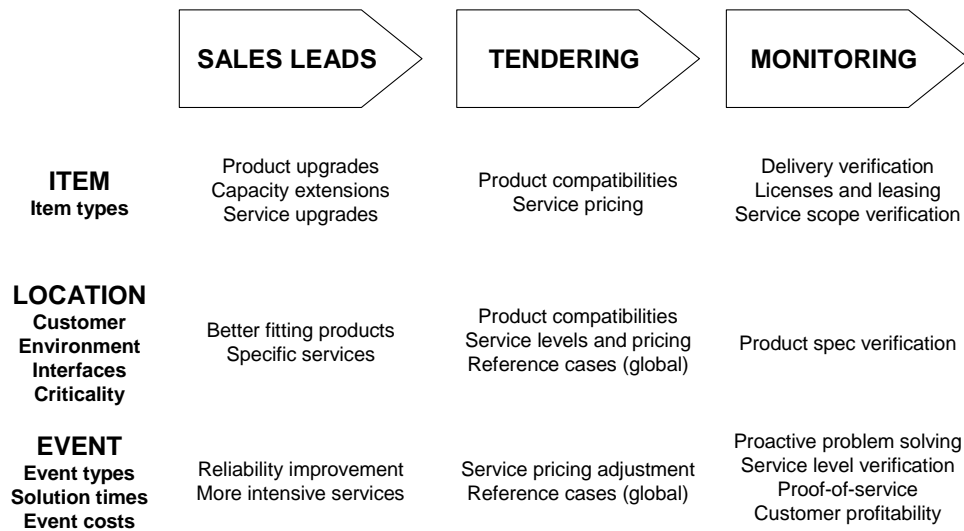 SALES LEADS
TENDERING
MONITORING
ITEM
Item types
Product upgrades
Capacity extensions
Service upgrades
Product compatibilities
Service pricing
Delivery verification
Licenses and leasing
Service scope verification
LOCATION
Customer
Environment
Interfaces
Criticality
Better fitting products
Specific services
Product compatibilities
Service levels and pricing
Reference cases (global)
Product spec verification
EVENT
Event types
Solution times
Event costs
Reliability improvement
More intensive services
Service pricing adjustment
Reference cases (global)
Proactive problem solving
Service level verification
Proof-of-service
Customer profitability